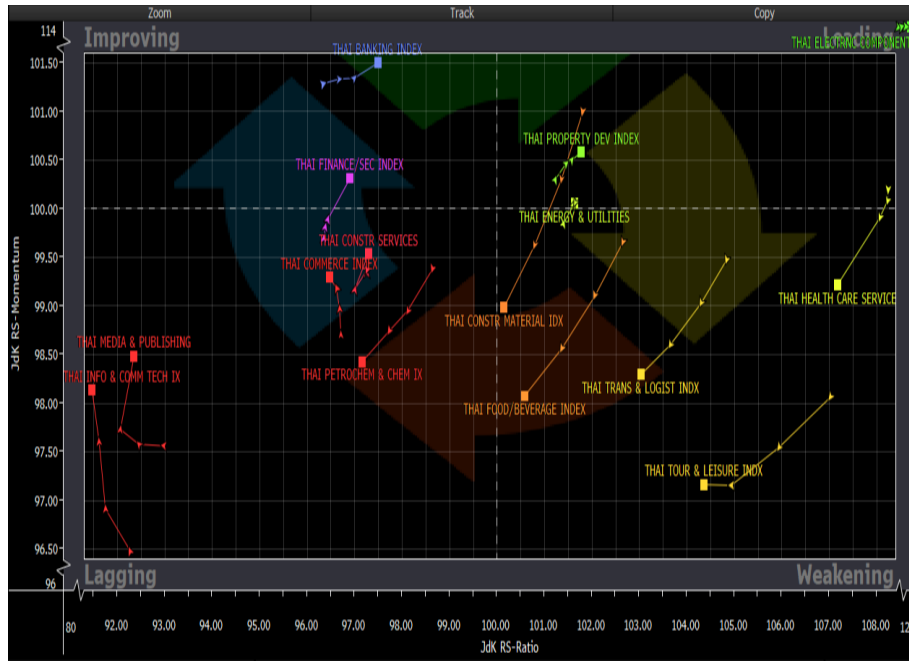 Zoom Track Copy
114 Improving Leading
THAI ELECTRNC COMPONENT
THAI BANKING INDEX
101.50
101.00
THAI PROPERTY DEV INDEX
100.50
THAI FINANCE/SEC INDEX
100.00
THAI ENERGY & UTILITIES
THAI CONSTR SERVICES
99.50
THAI COMMERCE INDEX
THAI HEALTH CARE SERVICE
99.00
THAI CONSTR MATERIAL IDX
THAI MEDIA & PUBLISHING
98.50
THAI INFO & COMM TECH IX
THAI PETROCHEM & CHEM IX
THAI TRANS & LOGIST INDX
98.00
THAI FOOD/BEVERAGE INDEX
97.50
THAI TOUR & LEISURE INDX
97.00
96.50
JdK RS-Momentum
96 Lagging Weakening
80 92.00 93.00 94.00 95.00 96.00 97.00 98.00 99.00 100.00 101.00 102.00 103.00 104.00 105.00 106.00 107.00 108.00
JdK RS-Ratio